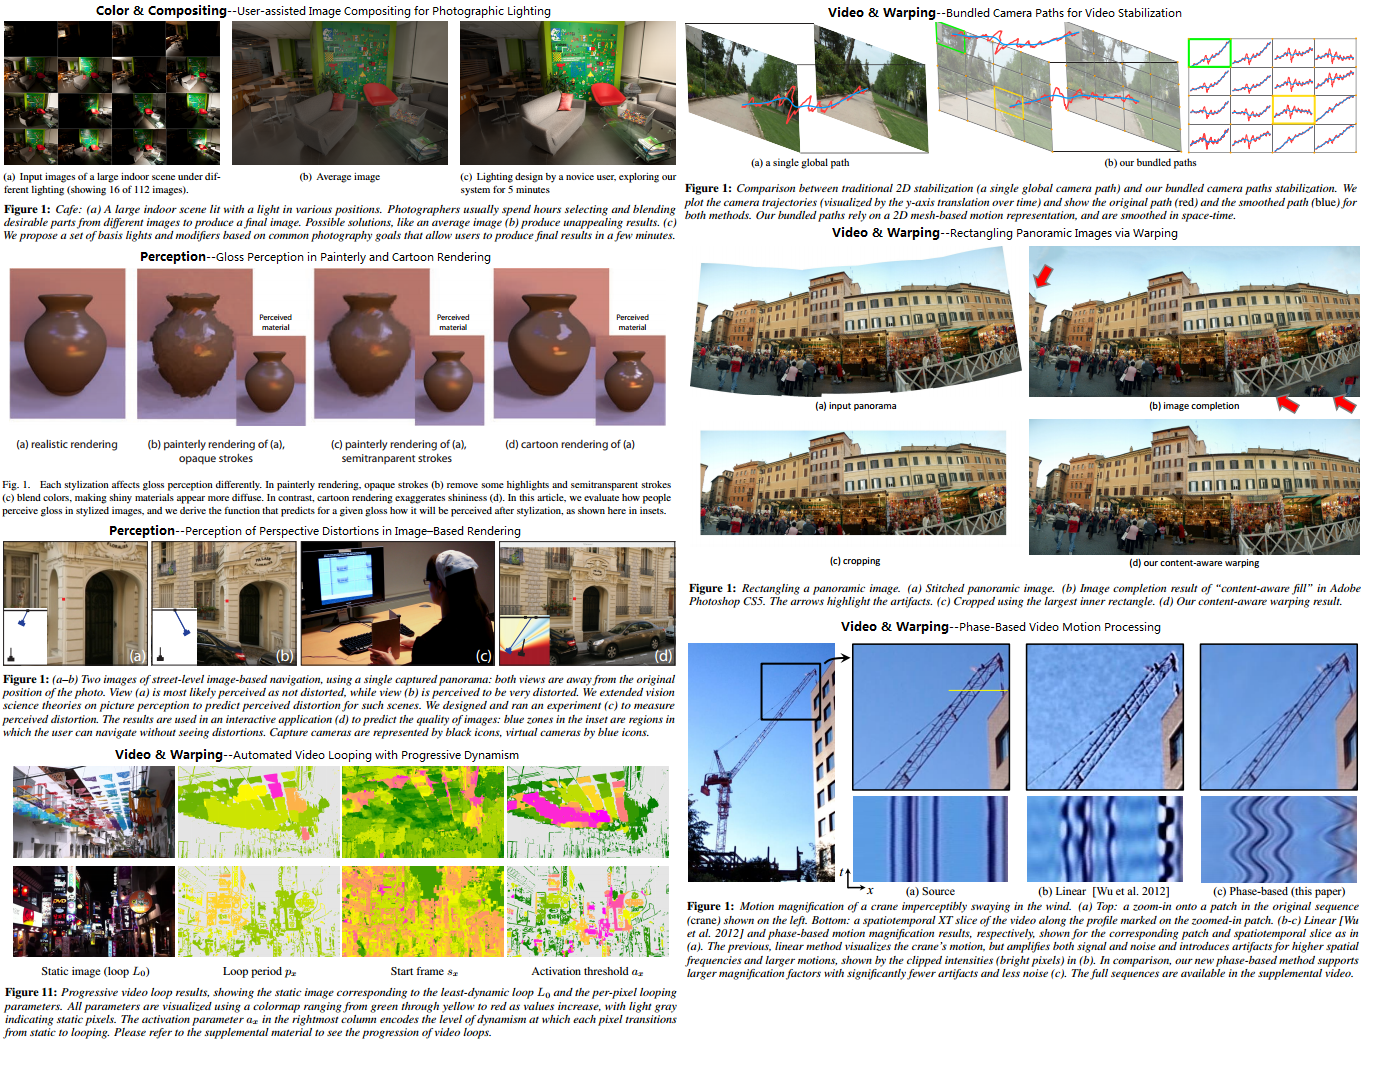 Color & Compositing--User-assisted Image Compositing for Photographic Lighting
(a) Input images of a large indoor scene under dif-
ferent lighting (showing 16 of 112 images).
(b) Average image
(c) Lighting design by a novice user, exploring our
system for 5 minutes
Figure 1: Cafe: (a) A large indoor scene lit with a light in various positions. Photographers usually spend hours selecting and blending
desirable parts from different images to produce a final image. Possible solutions, like an average image (b) produce unappealing results. (c)
We propose a set of basis lights and modifiers based on common photography goals that allow users to produce final results in a few minutes.
Perception--Gloss Perception in Painterly and Cartoon Rendering
Perceived
material
Perceived
material
Perceived
material
(a) realistic rendering
(b) painterly rendering of (a),
opaque strokes
(c) painterly rendering of (a),
semitranparent strokes
(d) cartoon rendering of (a)
Fig. 1. Each stylization affects gloss perception differently. In painterly rendering, opaque strokes (b) remove some highlights and semitransparent strokes
(c) blend colors, making shiny materials appear more diffuse. In contrast, cartoon rendering exaggerates shininess (d). In this article, we evaluate how people
perceive gloss in stylized images, and we derive the function that predicts for a given gloss how it will be perceived after stylization, as shown here in insets.
Perception--Perception of Perspective Distortions in Image–Based Rendering
(a)
(b)
(c)
(d)
Figure 1: (a–b) Two images of street-level image-based navigation, using a single captured panorama: both views are away from the original
position of the photo. View (a) is most likely perceived as not distorted, while view (b) is perceived to be very distorted. We extended vision
science theories on picture perception to predict perceived distortion for such scenes. We designed and ran an experiment (c) to measure
perceived distortion. The results are used in an interactive application (d) to predict the quality of images: blue zones in the inset are regions in
which the user can navigate without seeing distortions. Capture cameras are represented by black icons, virtual cameras by blue icons.
Video & Warping--Automated Video Looping with Progressive Dynamism
Static image (loop L0)
Loop period px
Start frame sx
Activation threshold ax
Figure 11: Progressive video loop results, showing the static image corresponding to the least-dynamic loop L0 and the per-pixel looping
parameters. All parameters are visualized using a colormap ranging from green through yellow to red as values increase, with light gray
indicating static pixels. The activation parameter ax in the rightmost column encodes the level of dynamism at which each pixel transitions
from static to looping. Please refer to the supplemental material to see the progression of video loops.
Video & Warping--Bundled Camera Paths for Video Stabilization
(a) a single global path
(b) our bundled paths
Figure 1: Comparison between traditional 2D stabilization (a single global camera path) and our bundled camera paths stabilization. We
plot the camera trajectories (visualized by the y-axis translation over time) and show the original path (red) and the smoothed path (blue) for
both methods. Our bundled paths rely on a 2D mesh-based motion representation, and are smoothed in space-time.
Video & Warping--Rectangling Panoramic Images via Warping
(a) input panorama
(b) image completion
(c) cropping
(d) our content-aware warping
Figure 1: Rectangling a panoramic image. (a) Stitched panoramic image. (b) Image completion result of “content-aware fill” in Adobe
Photoshop CS5. The arrows highlight the artifacts. (c) Cropped using the largest inner rectangle. (d) Our content-aware warping result.
Video & Warping--Phase-Based Video Motion Processing
t
x
(a) Source
(b) Linear [Wu et al. 2012]
(c) Phase-based (this paper)
Figure 1: Motion magnification of a crane imperceptibly swaying in the wind. (a) Top: a zoom-in onto a patch in the original sequence
(crane) shown on the left. Bottom: a spatiotemporal XT slice of the video along the profile marked on the zoomed-in patch. (b-c) Linear [Wu
et al. 2012] and phase-based motion magnification results, respectively, shown for the corresponding patch and spatiotemporal slice as in
(a). The previous, linear method visualizes the crane's motion, but amplifies both signal and noise and introduces artifacts for higher spatial
frequencies and larger motions, shown by the clipped intensities (bright pixels) in (b). In comparison, our new phase-based method supports
larger magnification factors with significantly fewer artifacts and less noise (c). The full sequences are available in the supplemental video.